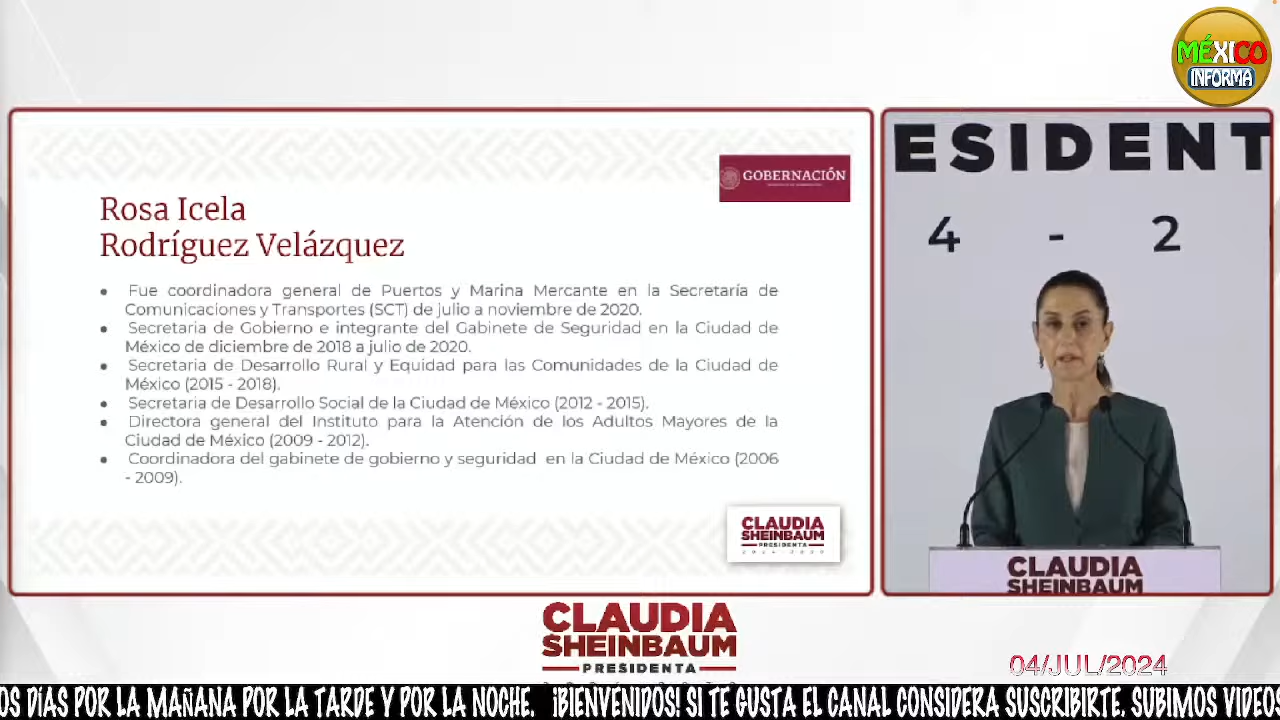 MÉXICO
INFORMA
GOBERNACIÓN
Rosa Icela
Rodríguez Velázquez
• Fue coordinadora general de Puertos y Marina Mercante en la Secretaría de
Comunicaciones y Transportes (SCT) de julio a noviembre de 2020.
• Secretaria de Gobierno e integrante del Gabinete de Seguridad en la Ciudad de
México de diciembre de 2018 a julio de 2020.
• Secretaria de Desarrollo Rural y Equidad para las Comunidades de la Ciudad de
México (2015 - 2018).
• Secretaria de Desarrollo Social de la Ciudad de México (2012 - 2015).
• Directora general del Instituto para la Atención de los Adultos Mayores de la
Ciudad de México (2009 - 2012).
• Coordinadora del gabinete de gobierno y seguridad en la Ciudad de México (2006
- 2009).
CLAUDIA
SHEINBAUM
PRESIDENTA
ESIDENT
4 - 2
CLAUDIA
SHEINBAUM
CLAUDIA
SHEINBAUM
PRESIDENTA
04/JUL/2024
OS DÍAS POR LA MAÑANA POR LA TARDE Y POR LA NOCHE. ¡BIENVENIDOS! SI TE GUSTA EL CANAL CONSIDERA SUSCRIBIRTE. SUBIMOS VIDEOS